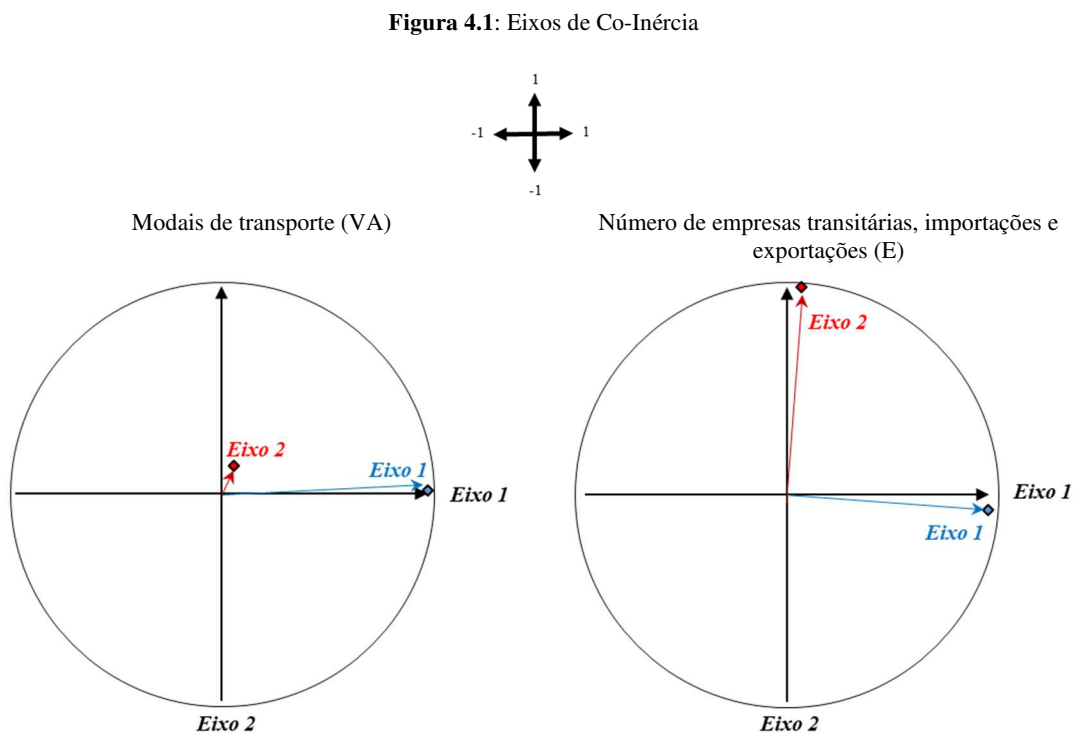 Figura 4.1: Eixos de Co-Inércia
1
-1
1
-1
Modais de transporte (VA)
Número de empresas transitárias, importações e
exportações (E)
Eixo 2
Eixo 1
Eixo 1
Eixo 2
Eixo 2
Eixo 1
Eixo 1
Eixo 2